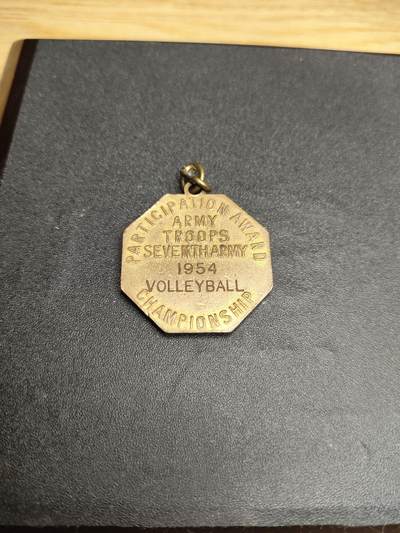 PARTICIPATION AWARD
ARMY
TROOPS
SEVENTH ARMY
1954
VOLLEYBALL
CHAMPIONSHIP